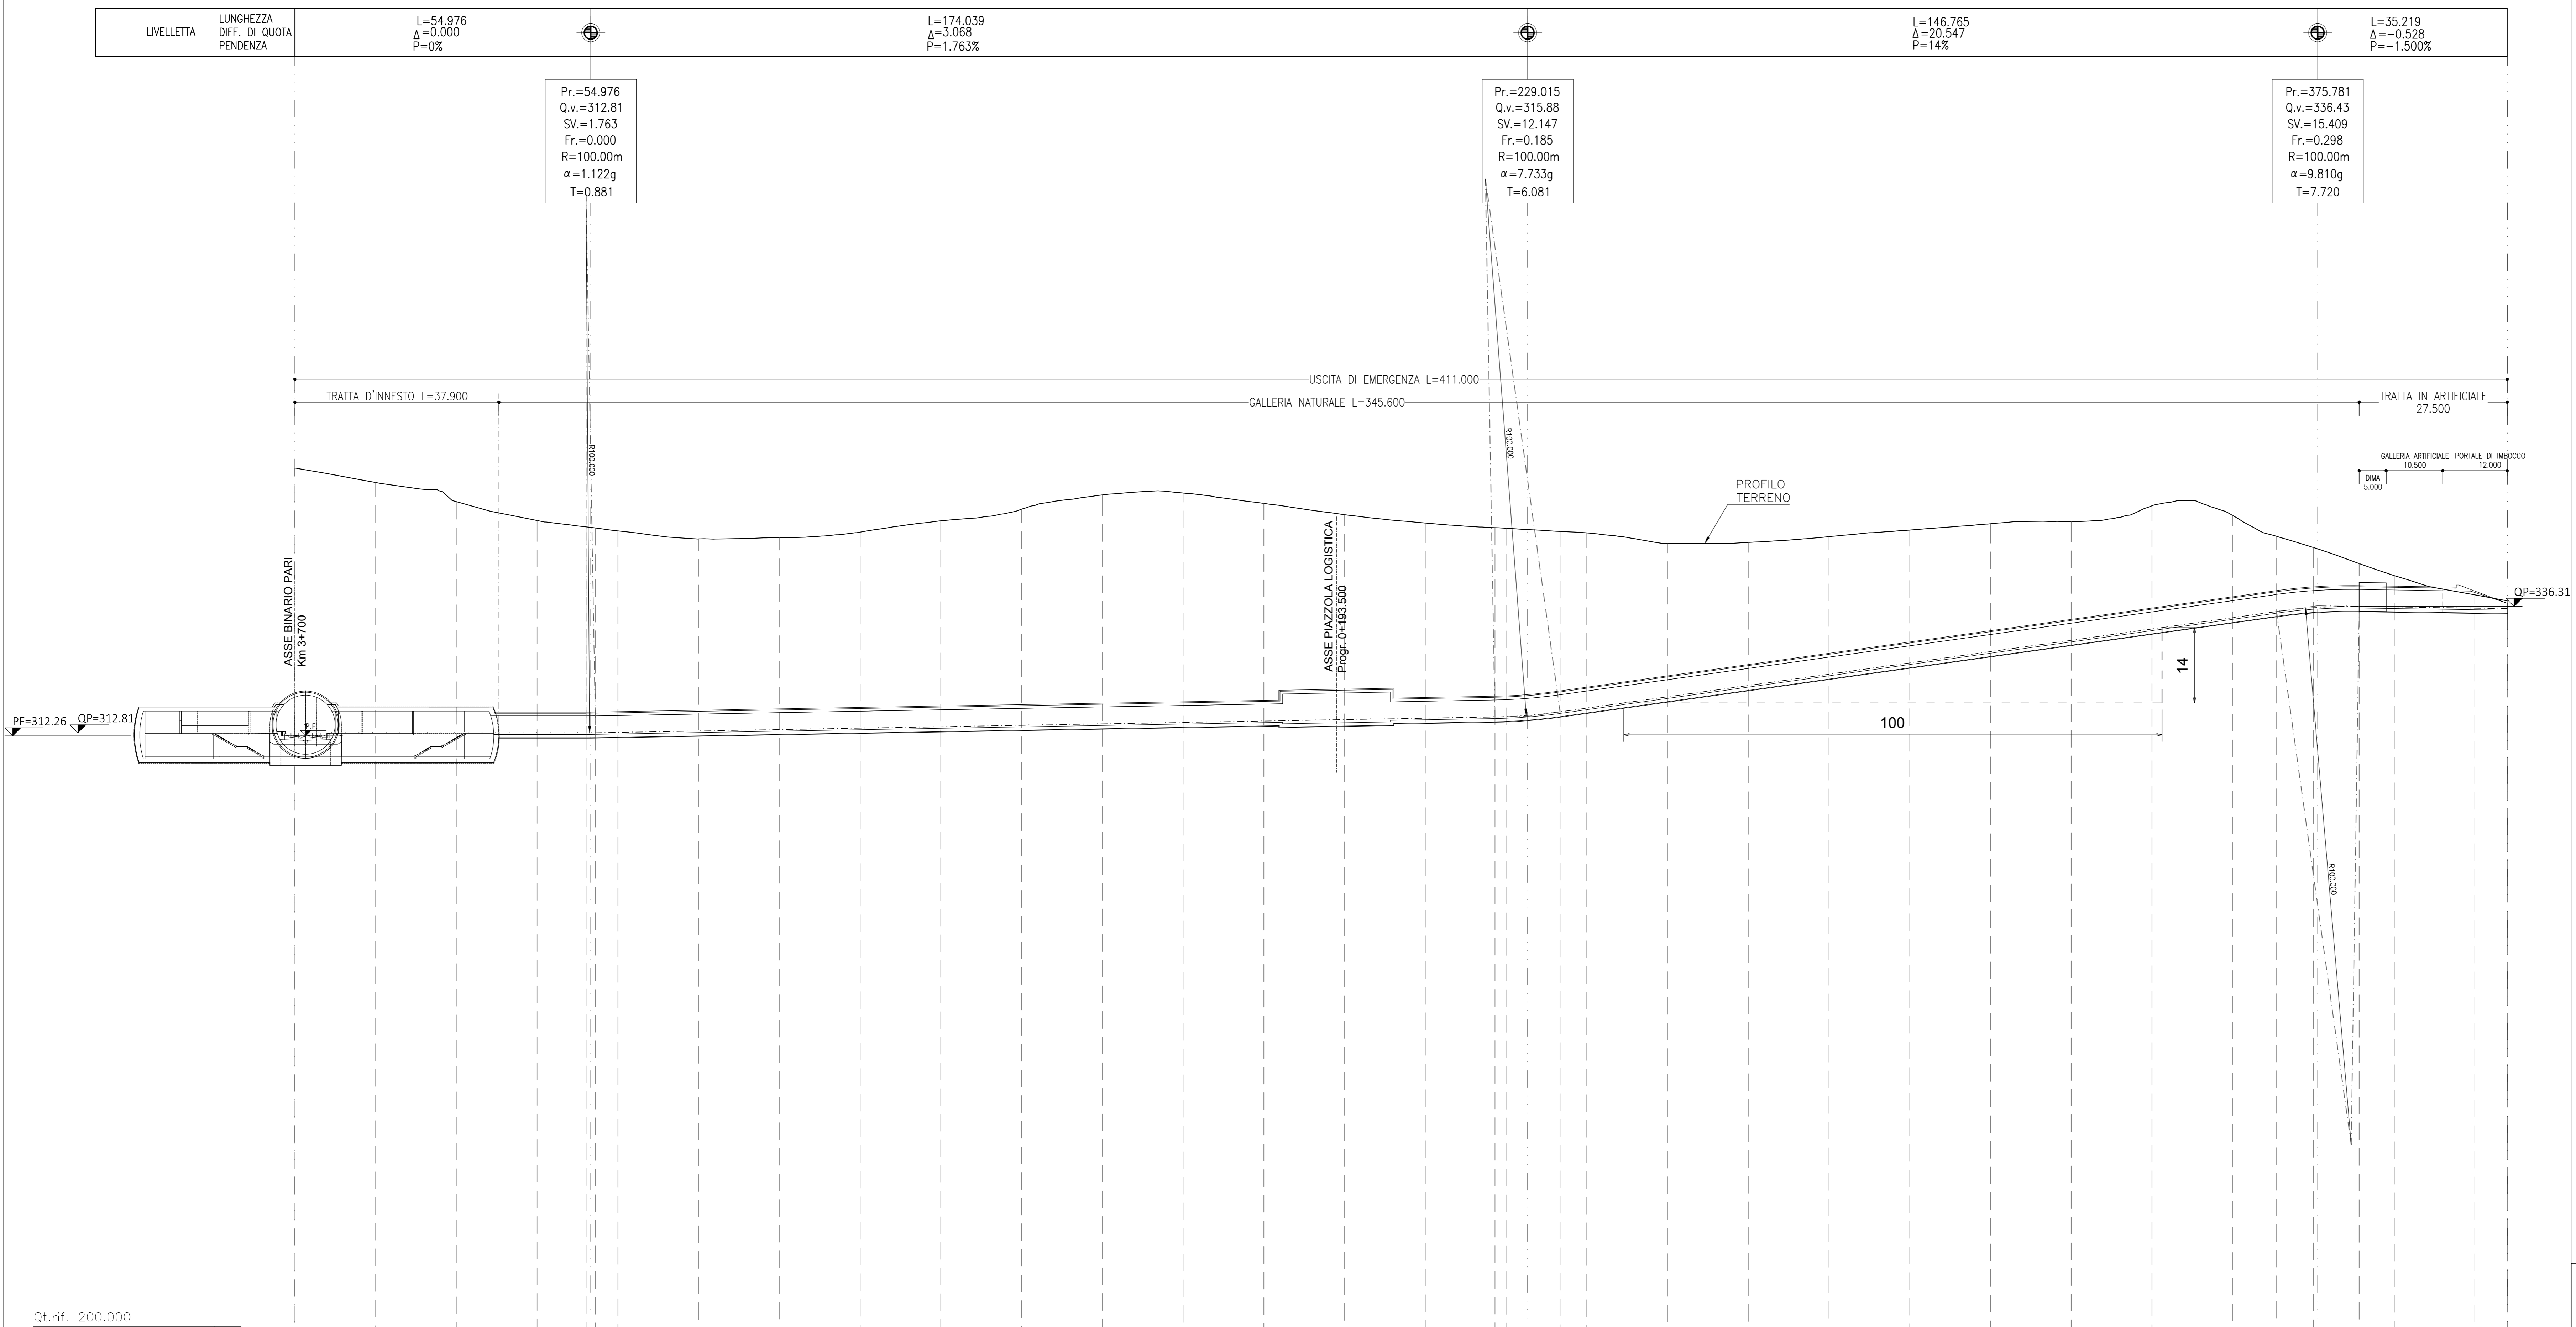 LIVELLETTA
LUNGHEZZA
DIFF. DI QUOTA
PENDENZA
L=54.976
Δ=0.000
P=0%
L=174.039
Δ=3.068
P=1.763%
L=146.765
Δ=20.547
P=14%
L=35.219
Δ=-0.528
P=-1.500%
Pr.=54.976
Q.v.=312.81
SV.=1.763
Fr.=0.000
R=100.00m
α=1.122g
T=0.881
Pr.=229.015
Q.v.=315.88
SV.=12.147
Fr.=0.185
R=100.00m
α=7.733g
T=6.081
Pr.=375.781
Q.v.=336.43
SV.=15.409
Fr.=0.298
R=100.00m
α=9.810g
T=7.720
USCITA DI EMERGENZA L=411.000
TRATTA D'INNESTO L=37.900
GALLERIA NATURALE L=345.600
TRATTA IN ARTIFICIALE
27.500
R100.000
R100.000
GALLERIA ARTIFICIALE
10.500
PORTALE DI IMBOCCO
12.000
DIMA
5.000
PROFILO
TERRENO
ASSE BINARIO PARI
Km 3+700
ASSE PIAZZOLA LOGISTICA
Progr. 0+193.500
QP=336.31
PF=312.26
QP=312.81
P.F.
14
100
R100.000
Qt.rif. 200.000